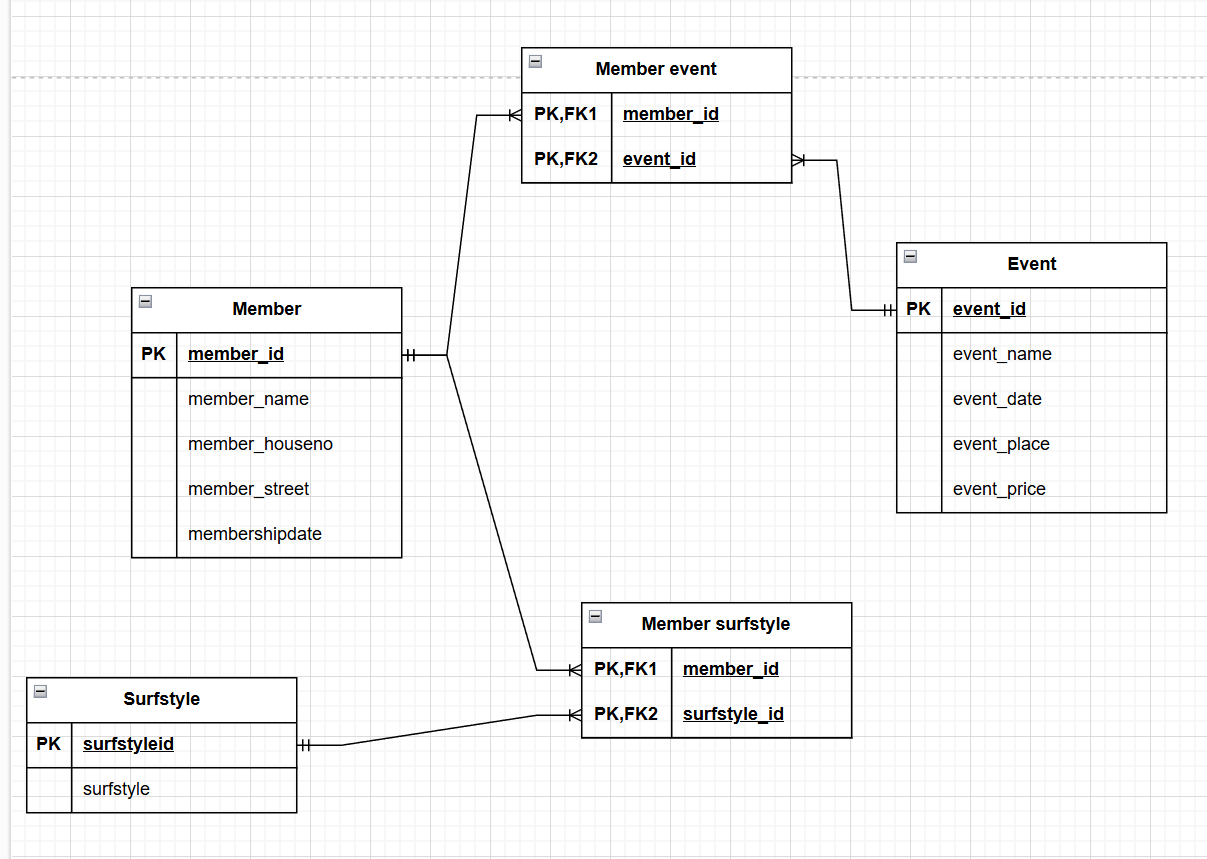 Member event
PK,FK1 member_id
PK,FK2 event_id
Event
PK event_id
event_name
event_date
event_place
event_price
Member
PK member_id
member_name
member_houseno
member_street
membershipdate
Member surfstyle
PK,FK1 member_id
PK,FK2 surfstyle_id
Surfstyle
PK surfstyleid
surfstyle